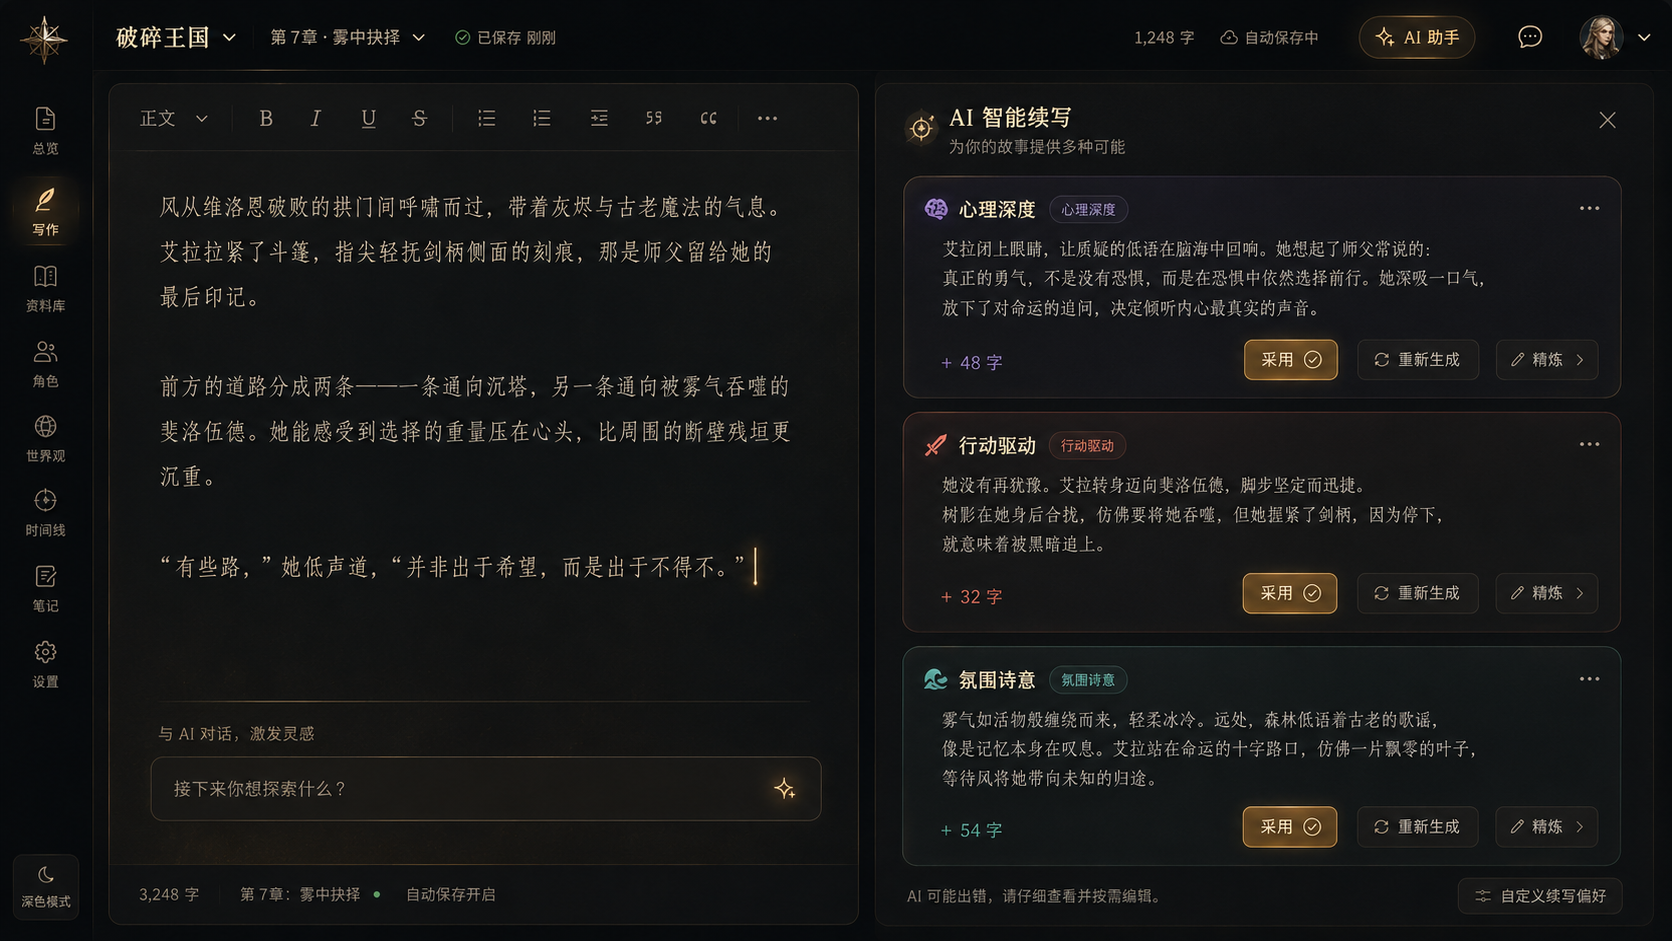 破碎王国
第 7章 · 雾中抉择
已保存 刚刚
1,248 字
自动保存中
AI 助手
总览
写作
资料库
角色
世界观
时间线
笔记
设置
深色模式
正文
B I U S
风从维洛恩破败的拱门间呼啸而过，带着灰烬与古老魔法的气息。
艾拉拉紧了斗篷，指尖轻抚剑柄侧面的刻痕，那是师父留给她的
最后印记。
前方的道路分成两条——一条通向沉塔，另一条通向被雾气吞噬的
斐洛伍德。她能感受到选择的重量压在心头，比周围的断壁残垣更
沉重。
“有些路，”她低声道，“并非出于希望，而是出于不得不。”
与 AI 对话，激发灵感
接下来你想探索什么？
3,248 字
第 7章：雾中抉择
自动保存开启
AI 智能续写
为你的故事提供多种可能
心理深度
心理深度
艾拉闭上眼睛，让质疑的低语在脑海中回响。她想起了师父常说的：
真正的勇气，不是没有恐惧，而是在恐惧中依然选择前行。她深吸一口气，
放下了对命运的追问，决定倾听内心最真实的声音。
+ 48 字
采用
重新生成
精炼
行动驱动
行动驱动
她没有再犹豫。艾拉转身迈向斐洛伍德，脚步坚定而迅捷。
树影在她身后合拢，仿佛要将她吞噬，但她握紧了剑柄，因为停下，
就意味着被黑暗追上。
+ 32 字
采用
重新生成
精炼
氛围诗意
氛围诗意
雾气如活物般缠绕而来，轻柔冰冷。远处，森林低语着古老的歌谣，
像是记忆本身在叹息。艾拉站在命运的十字路口，仿佛一片飘零的叶子，
等待风将她带向未知的归途。
+ 54 字
采用
重新生成
精炼
AI 可能出错，请仔细查看并按需编辑。
自定义续写偏好